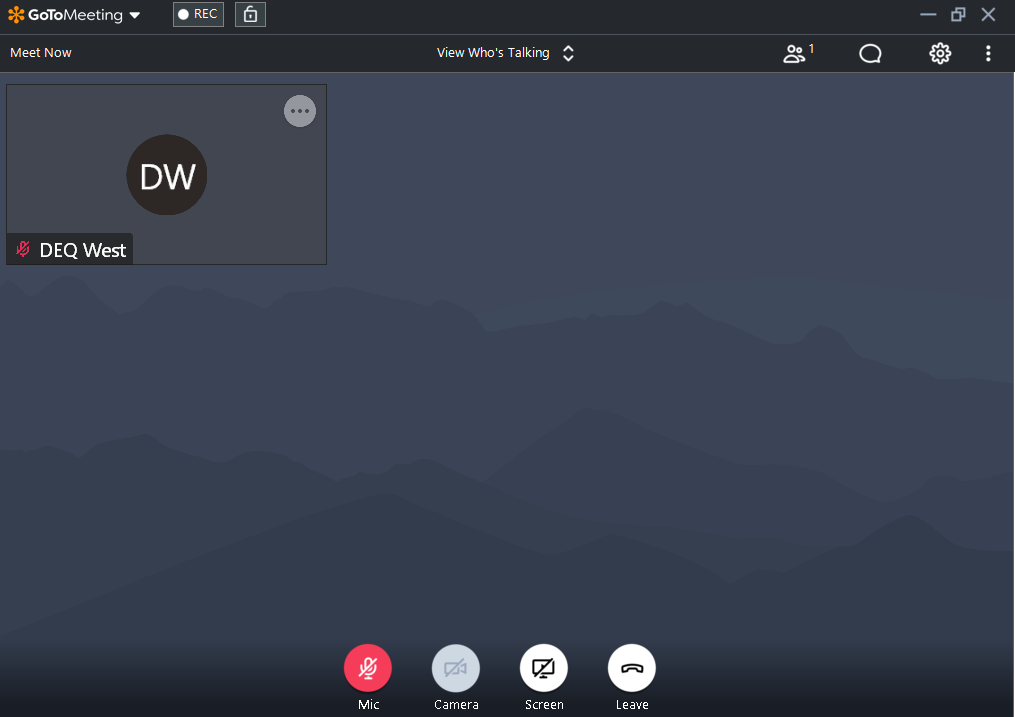 GoToMeeting
REC
Meet Now
View Who's Talking
1
DW
DEQ West
Mic
Camera
Screen
Leave